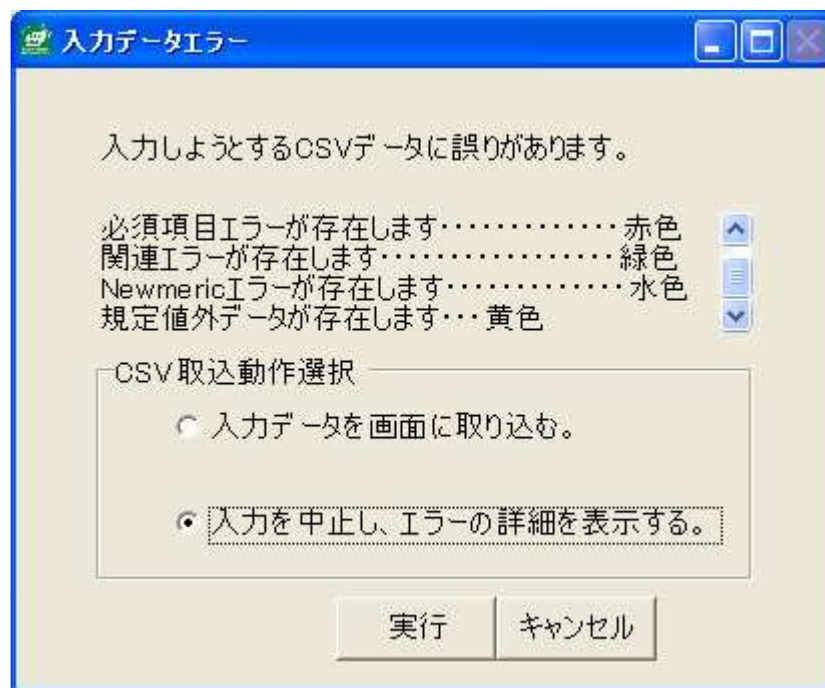 入力データエラー
入力しようとするCSVデータに誤りがあります。
必須項目エラーが存在します・・・・・・・・・・・・・赤色
関連エラーが存在します・・・・・・・・・・・・・・・・・・緑色
Newmericエラーが存在します・・・・・・・・・・・・・水色
規定値外データが存在します・・・黄色
CSV取込動作選択
入力データを画面に取り込む。
入力を中止し、エラーの詳細を表示する。
実行 キャンセル